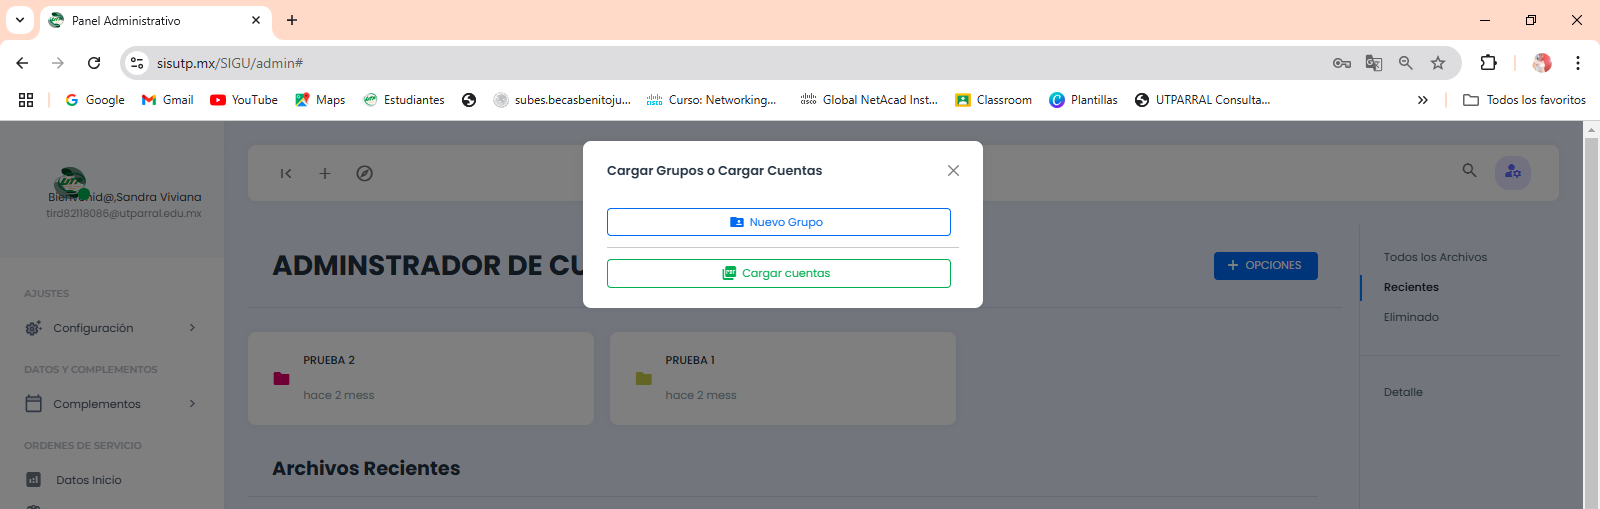 Panel Administrativo
sisutp.mx/SIGU/admin#
Google
Gmail
YouTube
Maps
Estudiantes
subes.becasbenitoju...
Curso: Networking...
Global NetAcad Inst...
Classroom
Plantillas
UTPARRAL Consulta...
Todos los favoritos
Bienvenid@,Sandra Viviana
tird82118086@utparral.edu.mx
AJUSTES
Configuración
DATOS Y COMPLEMENTOS
Complementos
ORDENES DE SERVICIO
Datos Inicio
Cargar Grupos o Cargar Cuentas
Nuevo Grupo
Cargar cuentas
ADMINSTRADOR DE CU
OPCIONES
PRUEBA 2
hace 2 mess
PRUEBA 1
hace 2 mess
Archivos Recientes
Todos los Archivos
Recientes
Eliminado
Detalle